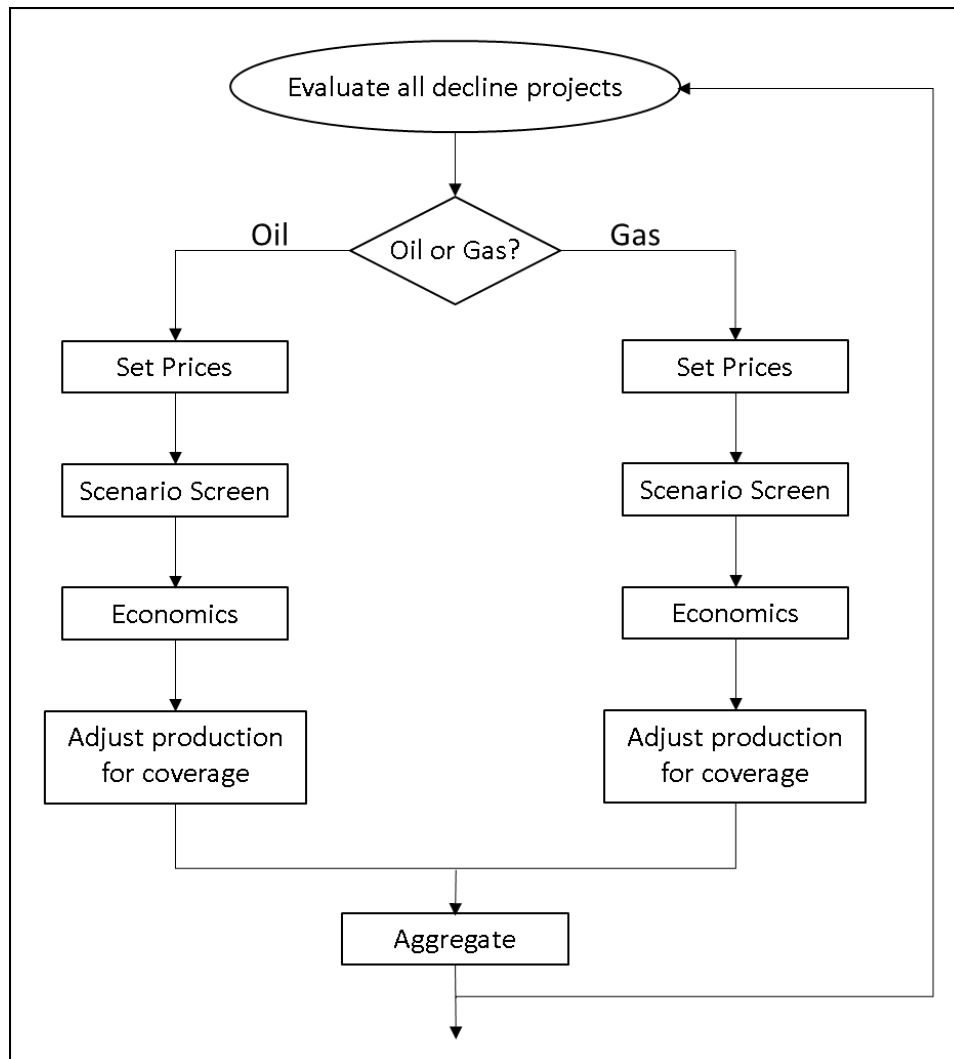 Evaluate all decline projects
Oil
Oil or Gas?
Gas
Set Prices
Set Prices
Scenario Screen
Scenario Screen
Economics
Economics
Adjust production
for coverage
Adjust production
for coverage
Aggregate